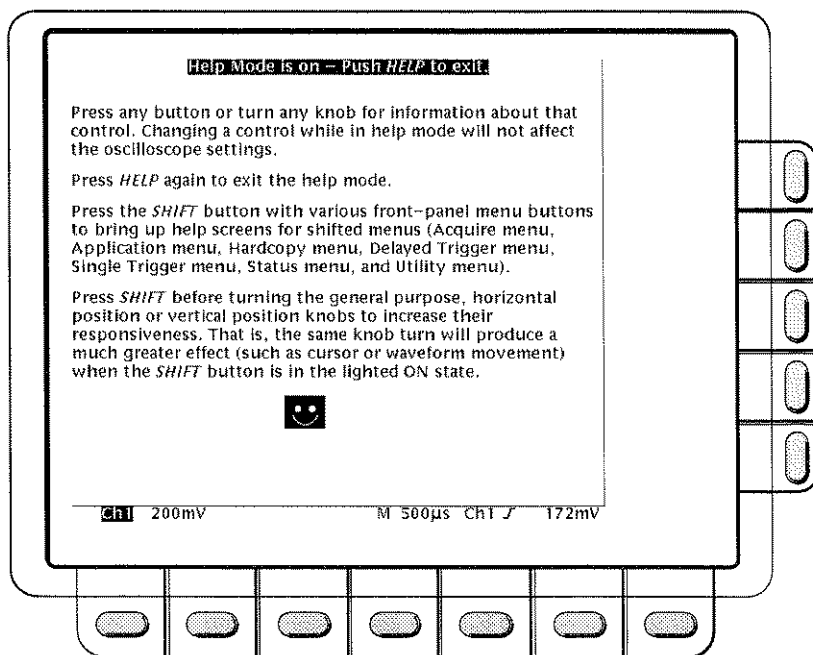 Help Mode is on – Push HELP to exit.
Press any button or turn any knob for information about that
control. Changing a control while in help mode will not affect
the oscilloscope settings.
Press HELP again to exit the help mode.
Press the SHIFT button with various front-panel menu buttons
to bring up help screens for shifted menus (Acquire menu,
Application menu, Hardcopy menu, Delayed Trigger menu,
Single Trigger menu, Status menu, and Utility menu).
Press SHIFT before turning the general purpose, horizontal
position or vertical position knobs to increase their
responsiveness. That is, the same knob turn will produce a
much greater effect (such as cursor or waveform movement)
when the SHIFT button is in the lighted ON state.
Ch1 200mV M 500µs Ch1 ⌡ 172mV